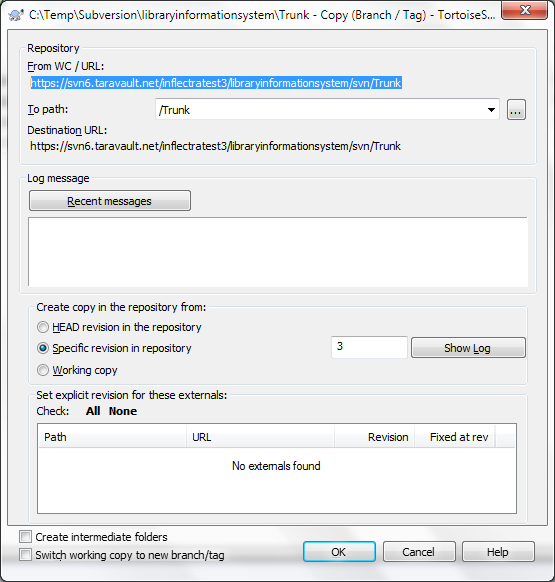 C:\Temp\Subversion\libraryinformationsystem\Trunk - Copy (Branch / Tag) - TortoiseS...
Repository
From WC / URL:
https://svn6.taravault.net/inflectratest3/libraryinformationsystem/svn/Trunk
To path:
/Trunk
...
Destination URL:
https://svn6.taravault.net/inflectratest3/libraryinformationsystem/svn/Trunk
Log message
Recent messages
Create copy in the repository from:
HEAD revision in the repository
Specific revision in repository
3
Show Log
Working copy
Set explicit revision for these externals:
Check: All None
Path URL Revision Fixed at rev
No externals found
Create intermediate folders
Switch working copy to new branch/tag
OK Cancel Help